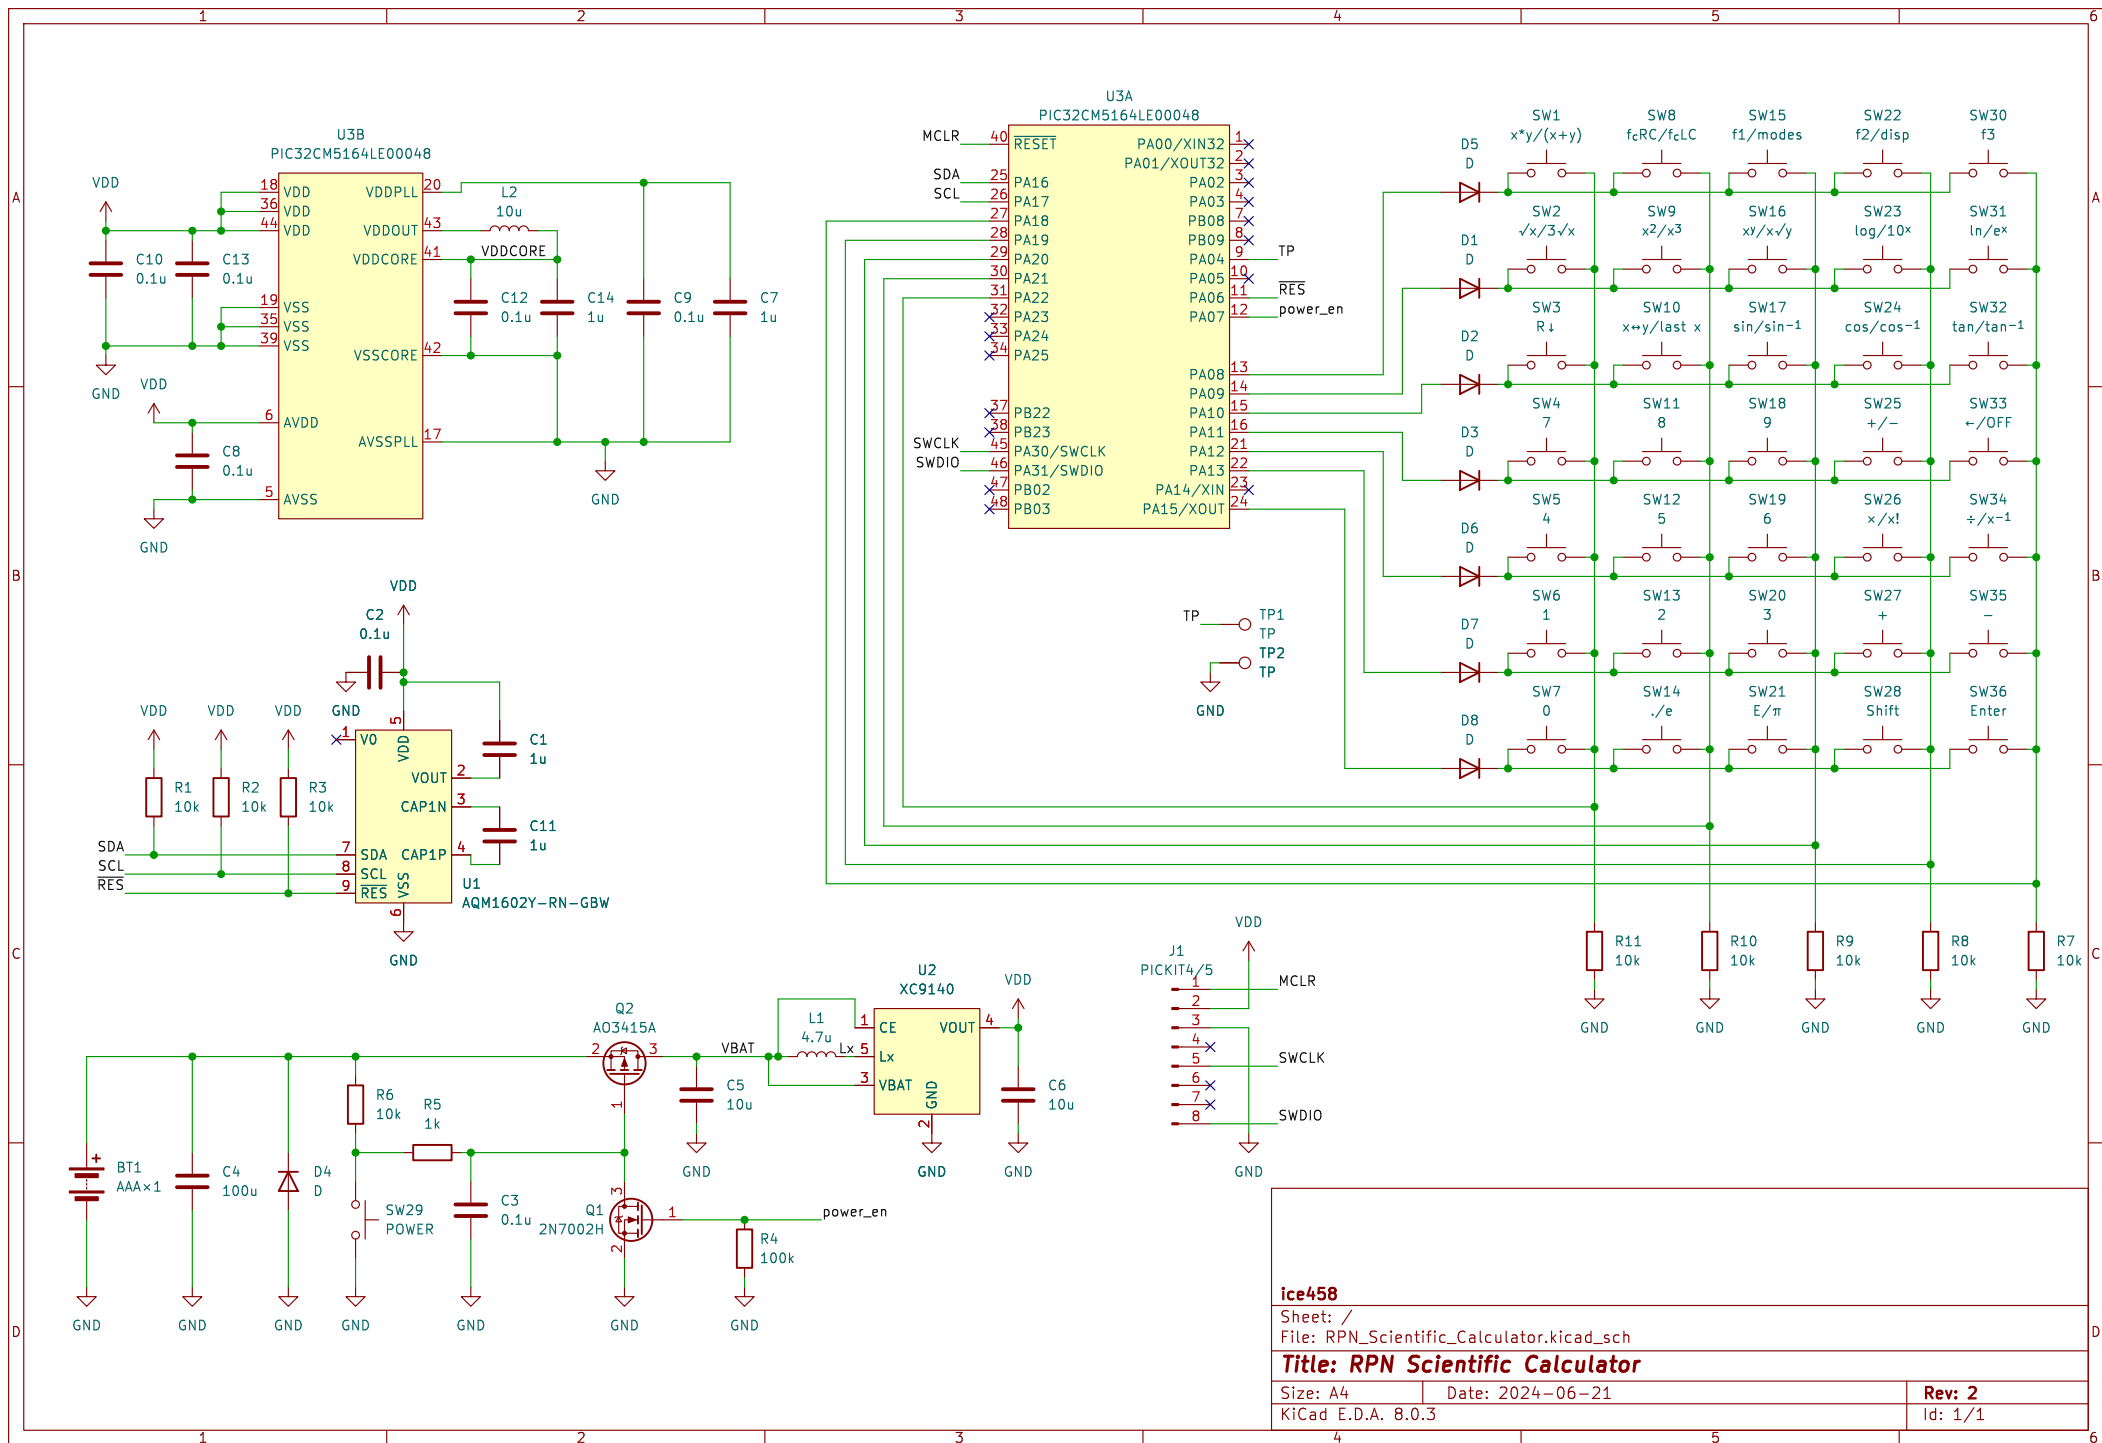 1 2 3 4 5 6
A
B
C
D
U3B
PIC32CM5164LE00048
VDD
18 VDD
36 VDD
44 VDD
19 VSS
35 VSS
39 VSS
6 AVDD
5 AVSS
VDDPLL 20
VDDOUT 43
VDDCORE 41
VSSCORE 42
AVSSPLL 17
L2
10u
VDDCORE
C10
0.1u
C13
0.1u
GND
VDD
C8
0.1u
GND
C12
0.1u
C14
1u
C9
0.1u
C7
1u
GND
U3A
PIC32CM5164LE00048
MCLR 40 RESET
SDA 25 PA16
SCL 26 PA17
27 PA18
28 PA19
29 PA20
30 PA21
31 PA22
32 PA23
33 PA24
34 PA25
37 PB22
38 PB23
SWCLK 45 PA30/SWCLK
SWDIO 46 PA31/SWDIO
47 PB02
48 PB03
PA00/XIN32 1
PA01/XOUT32 2
PA02 3
PA03 4
PB08 7
PB09 8
PA04 9 TP
PA05 10
PA06 11 RES
PA07 12 power_en
PA08 13
PA09 14
PA10 15
PA11 16
PA12 21
PA13 22
PA14/XIN 23
PA15/XOUT 24
TP
TP1
TP
TP2
TP
GND
SW1 SW8 SW15 SW22 SW30
x*y/(x+y) fcRC/fcLC f1/modes f2/disp f3
D5
D
SW2 SW9 SW16 SW23 SW31
√x/3√x x²/x³ xʸ/x√y log/10ˣ ln/eˣ
D1
D
SW3 SW10 SW17 SW24 SW32
R↓ x↔y/last x sin/sin⁻¹ cos/cos⁻¹ tan/tan⁻¹
D2
D
SW4 SW11 SW18 SW25 SW33
7 8 9 +/− ←/OFF
D3
D
SW5 SW12 SW19 SW26 SW34
4 5 6 ×/x! ÷/x⁻¹
D6
D
SW6 SW13 SW20 SW27 SW35
1 2 3 + −
D7
D
SW7 SW14 SW21 SW28 SW36
0 ./e E/π Shift Enter
D8
D
R11 R10 R9 R8 R7
10k 10k 10k 10k 10k
GND GND GND GND GND
VDD
C2
0.1u
GND
VDD VDD VDD
R1 R2 R3
10k 10k 10k
SDA
SCL
RES
1 V0
5 VDD
VOUT 2
CAP1N 3
CAP1P 4
7 SDA
8 SCL
9 RES
6 VSS
C1
1u
C11
1u
U1
AQM1602Y-RN-GBW
GND
BT1
AAA×1
C4
100u
D4
D
R6
10k
R5
1k
SW29
POWER
C3
0.1u
Q2
AO3415A
2 3
1
Q1
2N7002H
3
1
2
power_en
R4
100k
GND GND GND GND GND GND GND
VBAT
C5
10u
GND
L1
4.7u
Lx
U2
XC9140
1 CE
5 Lx
3 VBAT
VOUT 4
GND
2
GND
VDD
C6
10u
GND
J1
PICKIT4/5
VDD
1 MCLR
2
3
4
5 SWCLK
6
7
8 SWDIO
GND
ice458
Sheet: /
File: RPN_Scientific_Calculator.kicad_sch
Title: RPN Scientific Calculator
Size: A4 Date: 2024-06-21 Rev: 2
KiCad E.D.A. 8.0.3 Id: 1/1
A
B
C
D
1 2 3 4 5 6